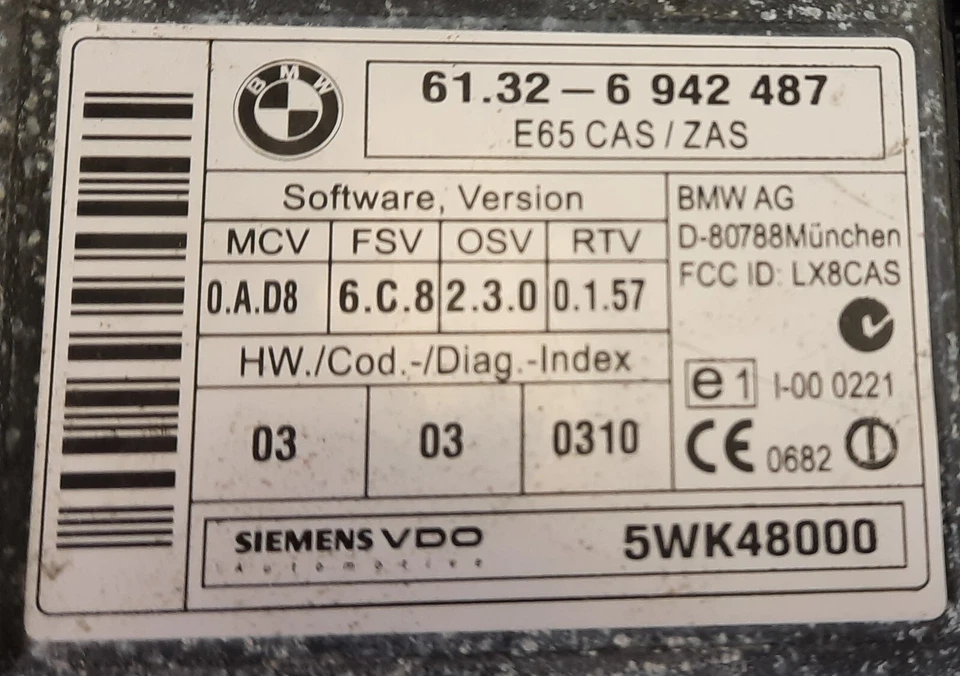 BMW
61.32 – 6 942 487
E65 CAS / ZAS
Software, Version
MCV FSV OSV RTV
0.A.D8 6.C.8 2.3.0 0.1.57
HW./Cod.-/Diag.-Index
03 03 0310
BMW AG
D-80788München
FCC ID: LX8CAS
e1 I-00 0221
CE 0682
SIEMENS VDO
Automotive
5WK48000